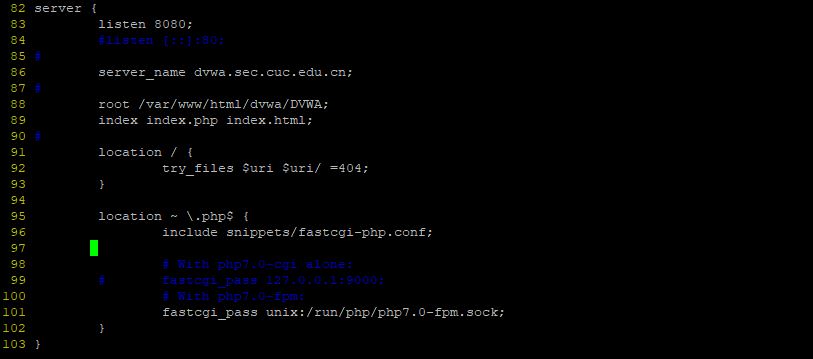 82 server {
83         listen 8080;
84         #listen [::]:80;
85 #
86         server_name dvwa.sec.cuc.edu.cn;
87 #
88         root /var/www/html/dvwa/DVWA;
89         index index.php index.html;
90 #
91         location / {
92                 try_files $uri $uri/ =404;
93         }
94
95         location ~ \.php$ {
96                 include snippets/fastcgi-php.conf;
97
98                 # With php7.0-cgi alone:
99         #       fastcgi_pass 127.0.0.1:9000;
100                 # With php7.0-fpm:
101                 fastcgi_pass unix:/run/php/php7.0-fpm.sock;
102         }
103 }